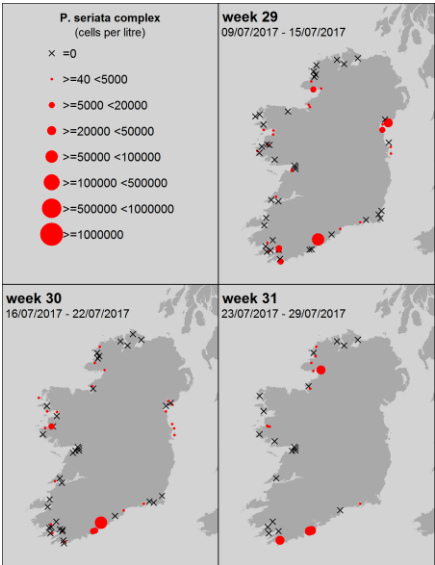 P. seriata complex
(cells per litre)
=0
>=40 <5000
>=5000 <20000
>=20000 <50000
>=50000 <100000
>=100000 <500000
>=500000 <1000000
>=1000000
week 29
09/07/2017 - 15/07/2017
week 30
16/07/2017 - 22/07/2017
week 31
23/07/2017 - 29/07/2017